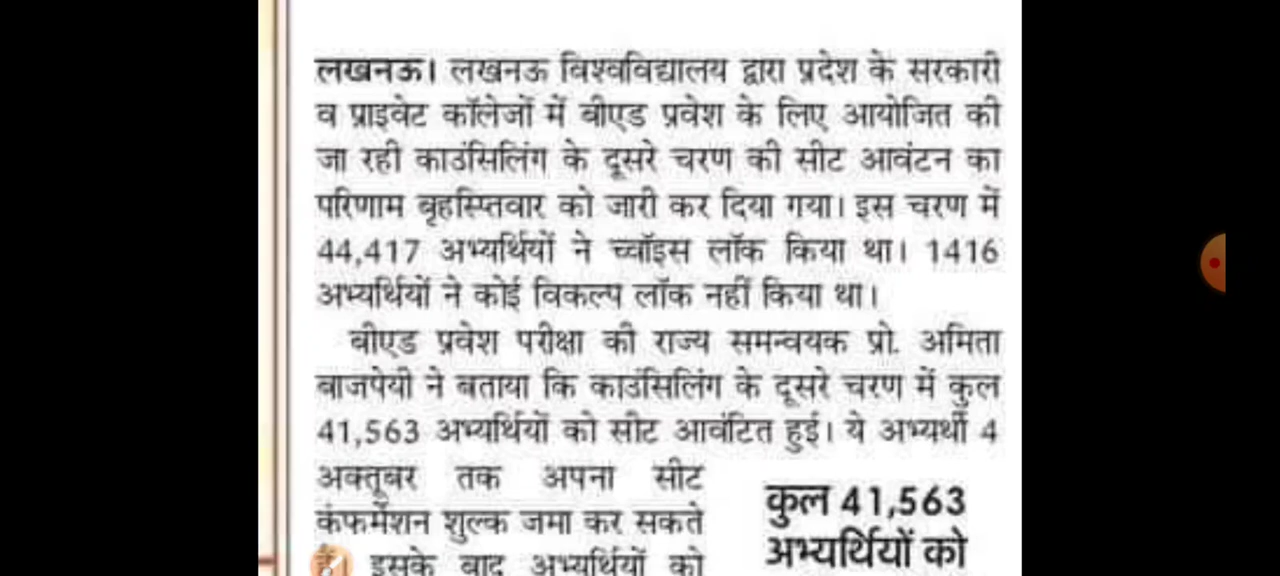 लखनऊ। लखनऊ विश्वविद्यालय द्वारा प्रदेश के सरकारी
व प्राइवेट कॉलेजों में बीएड प्रवेश के लिए आयोजित की
जा रही काउंसिलिंग के दूसरे चरण की सीट आवंटन का
परिणाम बृहस्प्तिवार को जारी कर दिया गया। इस चरण में
44,417 अभ्यर्थियों ने च्वॉइस लॉक किया था। 1416
अभ्यर्थियों ने कोई विकल्प लॉक नहीं किया था।
बीएड प्रवेश परीक्षा की राज्य समन्वयक प्रो. अमिता
बाजपेयी ने बताया कि काउंसिलिंग के दूसरे चरण में कुल
41,563 अभ्यर्थियों को सीट आवंटित हुई। ये अभ्यर्थी 4
अक्तूबर तक अपना सीट
कंफर्मेशन शुल्क जमा कर सकते
हैं। इसके बाद अभ्यर्थियों को
कुल 41,563
अभ्यर्थियों को